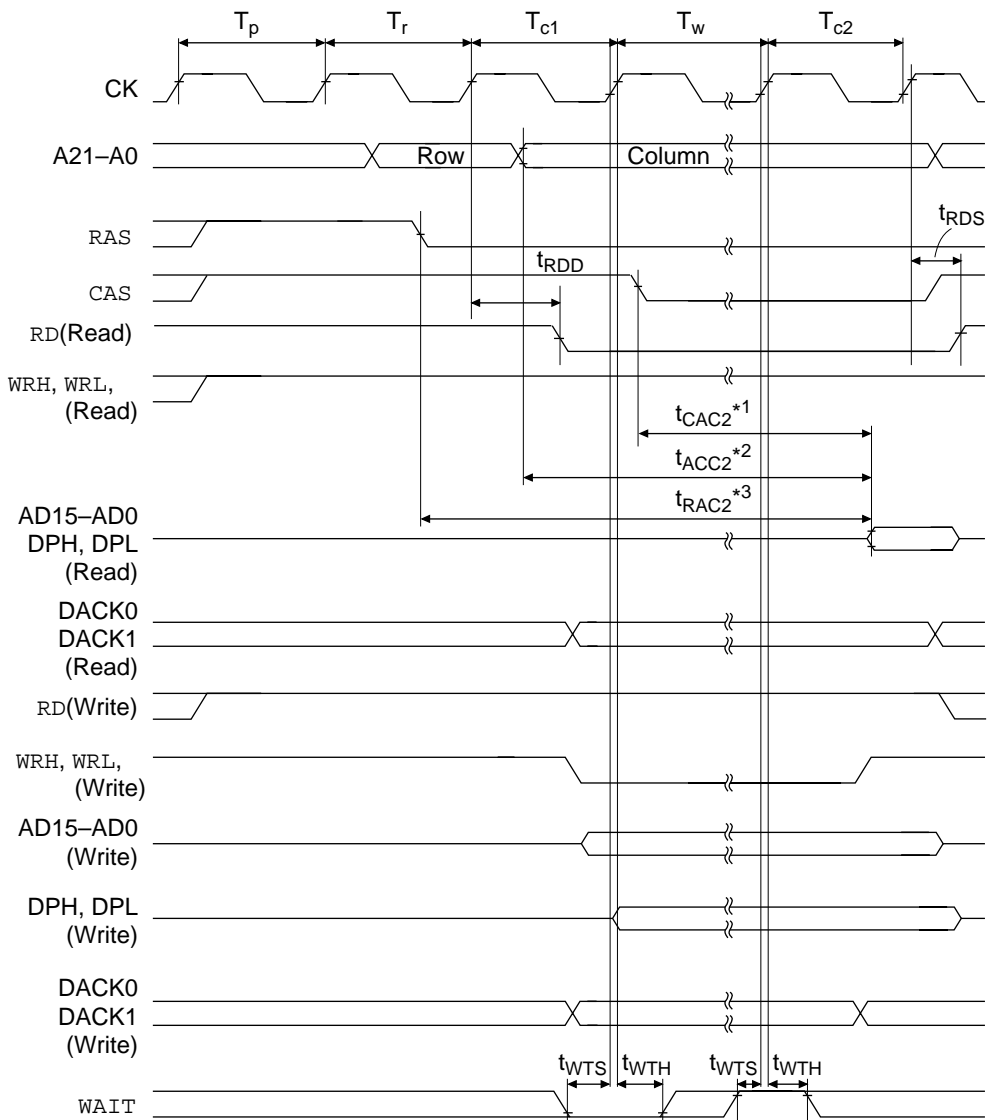 Tp Tr Tc1 Tw Tc2
CK
A21–A0 Row Column
RAS
tRDS
tRDD
CAS
RD(Read)
WRH, WRL,
(Read)
tCAC2*1
tACC2*2
tRAC2*3
AD15–AD0
DPH, DPL
(Read)
DACK0
DACK1
(Read)
RD(Write)
WRH, WRL,
(Write)
AD15–AD0
(Write)
DPH, DPL
(Write)
DACK0
DACK1
(Write)
tWTS tWTH tWTS tWTH
WAIT